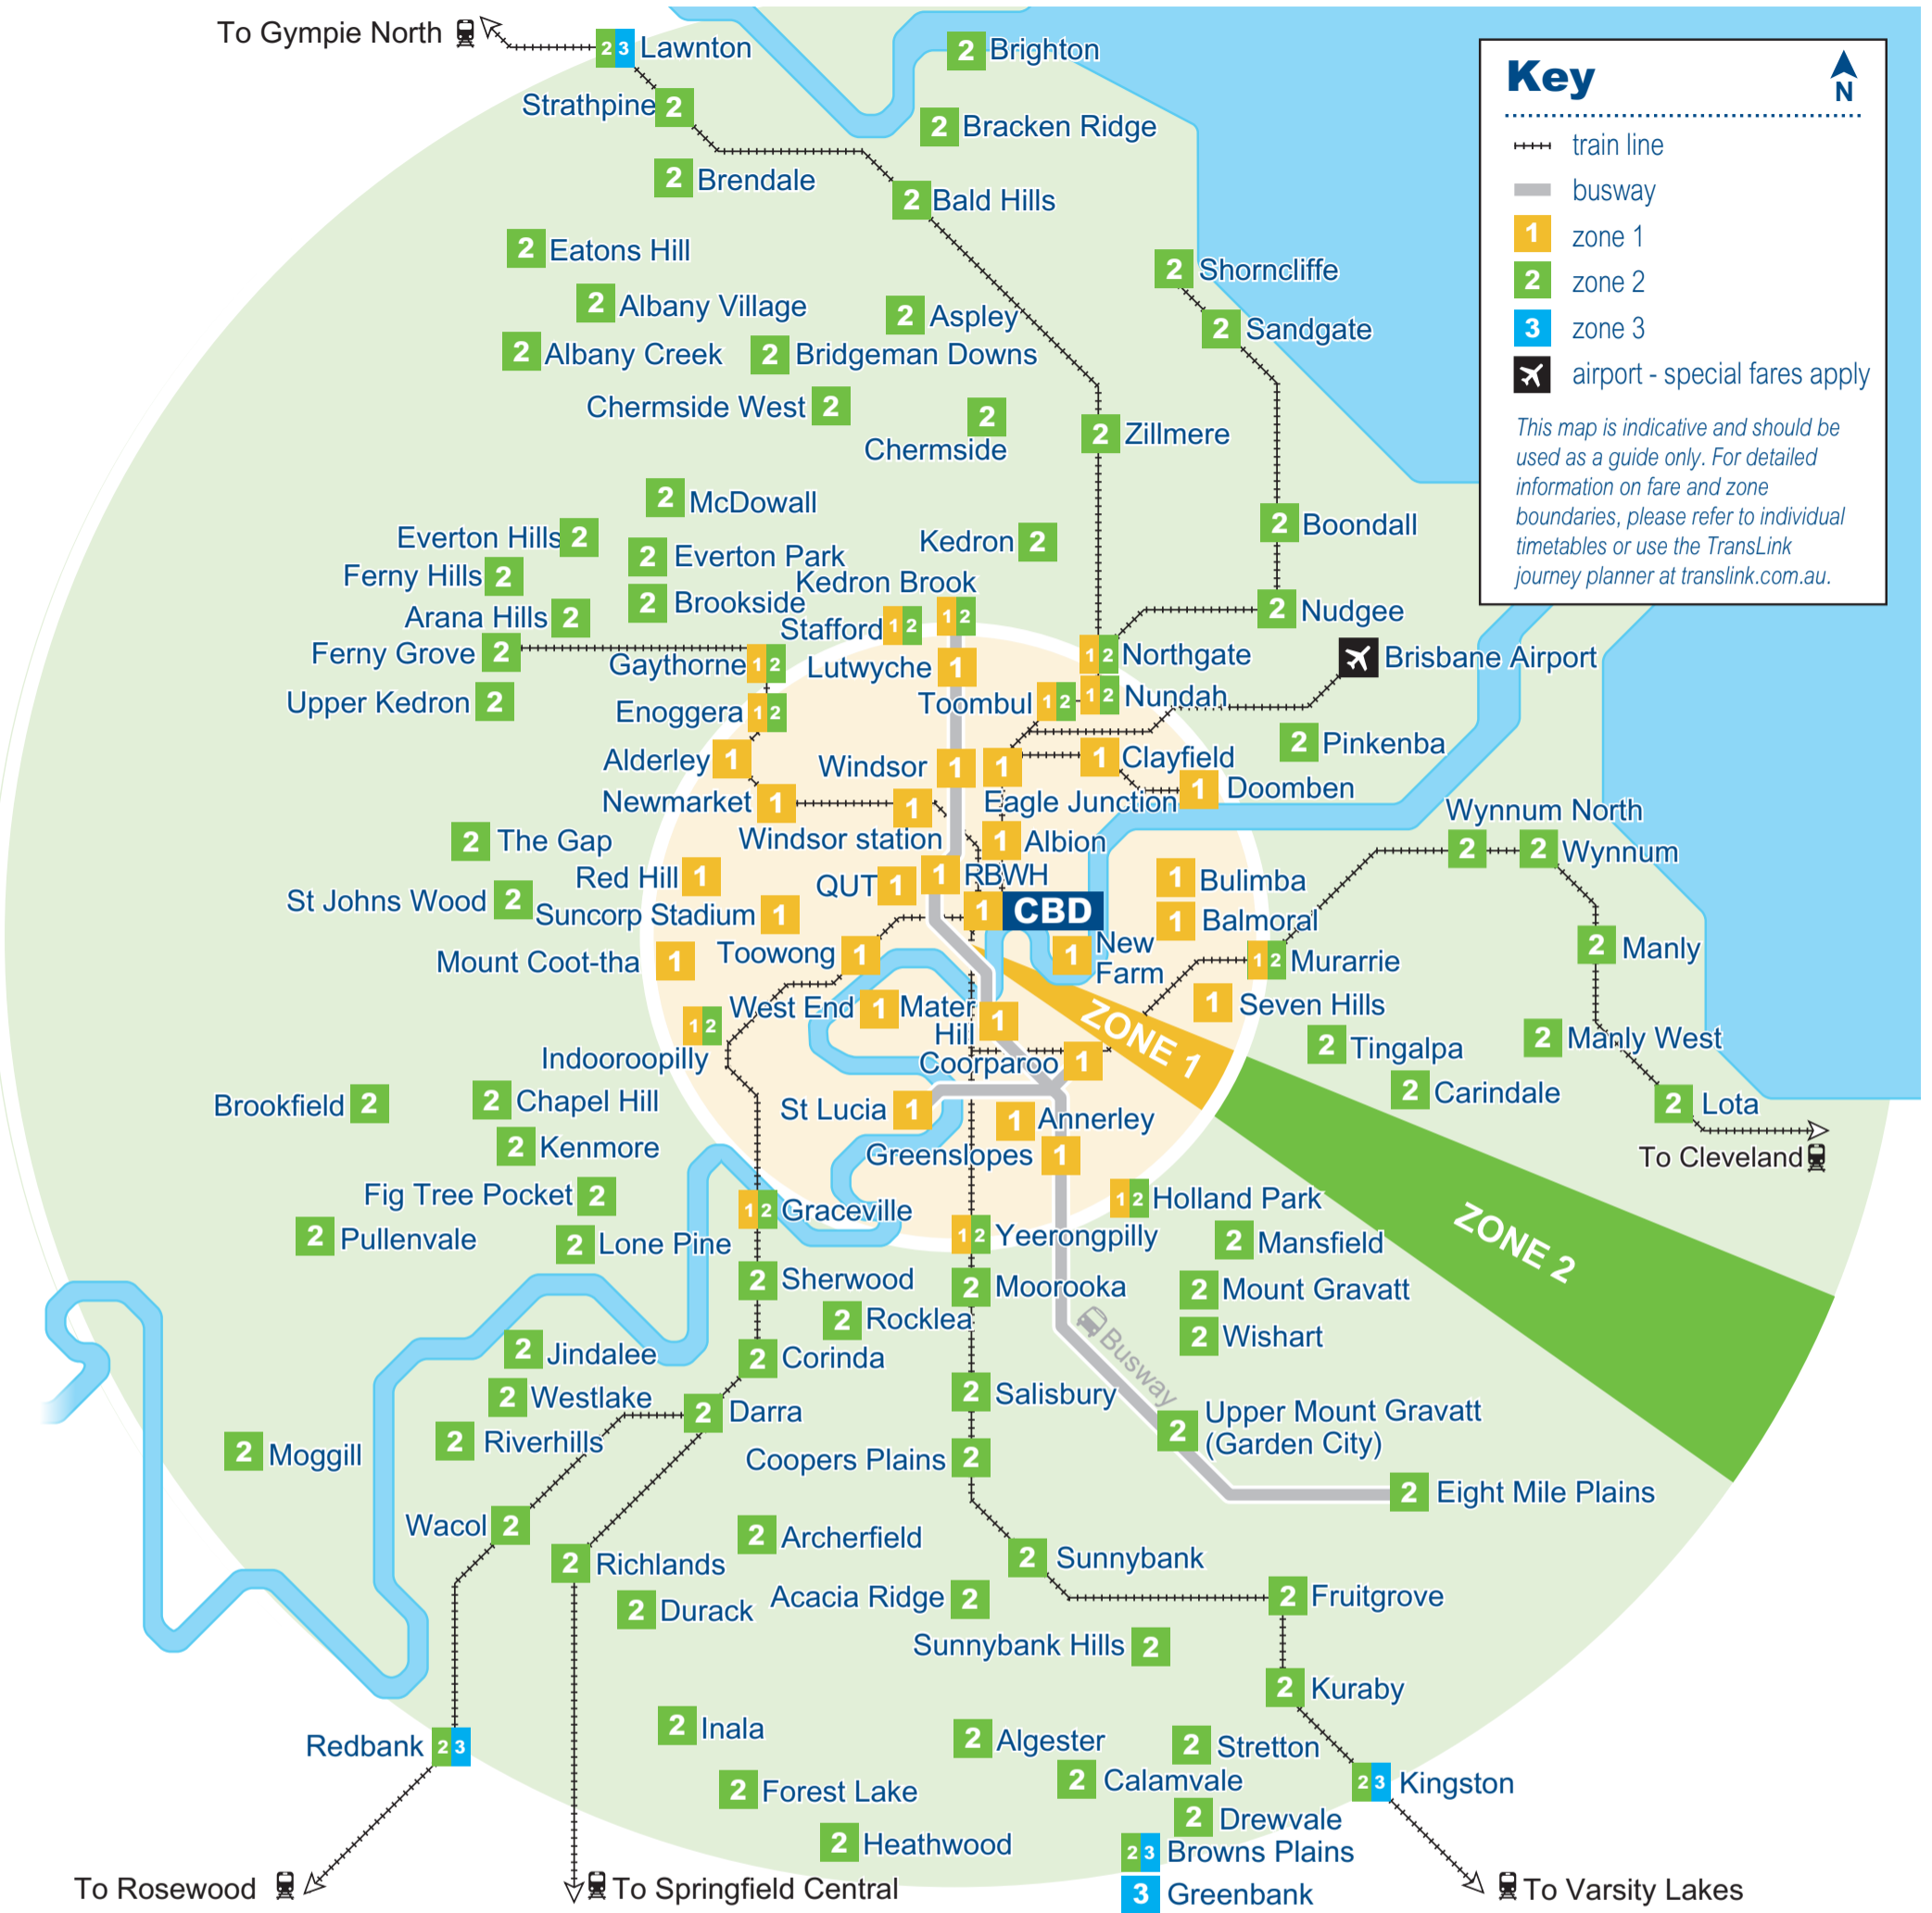 To Gympie North
2 3 Lawnton
2 Brighton
Strathpine 2
2 Bracken Ridge
2 Brendale
2 Bald Hills
2 Eatons Hill
2 Shorncliffe
2 Albany Village
2 Aspley
2 Sandgate
2 Albany Creek
2 Bridgeman Downs
Chermside West 2
2
Chermside
2 Zillmere
2 McDowall
2 Boondall
Everton Hills 2
2 Everton Park
Kedron 2
Ferny Hills 2
Kedron Brook
1 2
2 Brookside
Arana Hills 2
Stafford 1 2
2 Nudgee
Ferny Grove 2
Gaythorne 1 2
Lutwyche 1
1 2 Northgate
Brisbane Airport
Upper Kedron 2
Enoggera 1 2
Toombul 1 2
1 2 Nundah
2 Pinkenba
Alderley 1
Windsor 1
1
Eagle Junction
1 Clayfield
1 Doomben
Newmarket 1
1
Windsor station
1 Albion
Wynnum North
2
2 Wynnum
2 The Gap
Red Hill 1
QUT 1
1 RBWH
1 Bulimba
St Johns Wood 2
Suncorp Stadium 1
1 CBD
1 Balmoral
Mount Coot-tha 1
Toowong 1
1 New
Farm
1 2 Murarrie
2 Manly
West End 1
Mater
Hill
1
1 Seven Hills
ZONE 1
1 2
Indooroopilly
Coorparoo 1
2 Tingalpa
2 Manly West
2 Carindale
Brookfield 2
2 Chapel Hill
St Lucia 1
1 Annerley
2 Lota
To Cleveland
2 Kenmore
Greenslopes 1
Fig Tree Pocket 2
1 2 Graceville
1 2 Holland Park
ZONE 2
2 Pullenvale
2 Lone Pine
1 2 Yeerongpilly
2 Mansfield
2 Sherwood
2 Moorooka
2 Mount Gravatt
2 Rocklea
2 Wishart
Busway
2 Jindalee
2 Corinda
2 Westlake
2 Salisbury
2 Darra
2 Upper Mount Gravatt
(Garden City)
2 Riverhills
2 Moggill
Coopers Plains 2
2 Eight Mile Plains
Wacol 2
2 Archerfield
2 Sunnybank
2 Richlands
Acacia Ridge 2
2 Fruitgrove
2 Durack
Sunnybank Hills 2
2 Kuraby
2 Inala
Redbank 2 3
2 Algester
2 Stretton
2 Calamvale
2 3 Kingston
2 Forest Lake
2 Drewvale
2 Heathwood
2 3 Browns Plains
3 Greenbank
To Rosewood
To Springfield Central
To Varsity Lakes
Key
N
train line
busway
1 zone 1
2 zone 2
3 zone 3
airport - special fares apply
This map is indicative and should be
used as a guide only. For detailed
information on fare and zone
boundaries, please refer to individual
timetables or use the TransLink
journey planner at translink.com.au.
2
Kedron